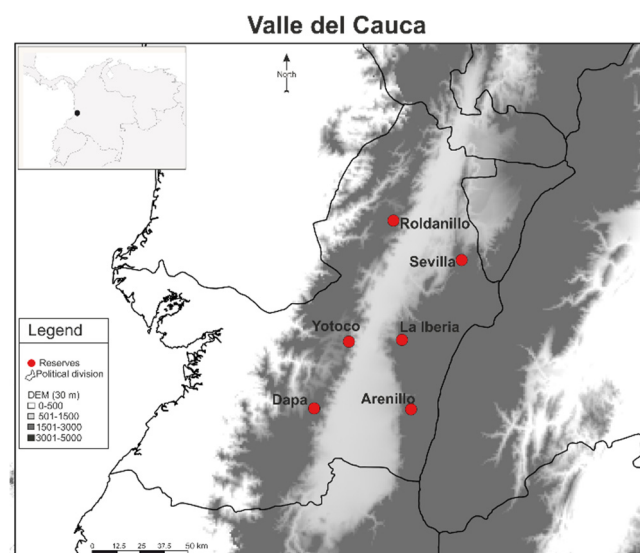 Valle del Cauca
North
Roldanillo
Sevilla
Yotoco
La Iberia
Dapa
Arenillo
Legend
Reserves
Political division
DEM (30 m)
0-500
501-1500
1501-3000
3001-5000
0 12.5 25 37.5 50 km